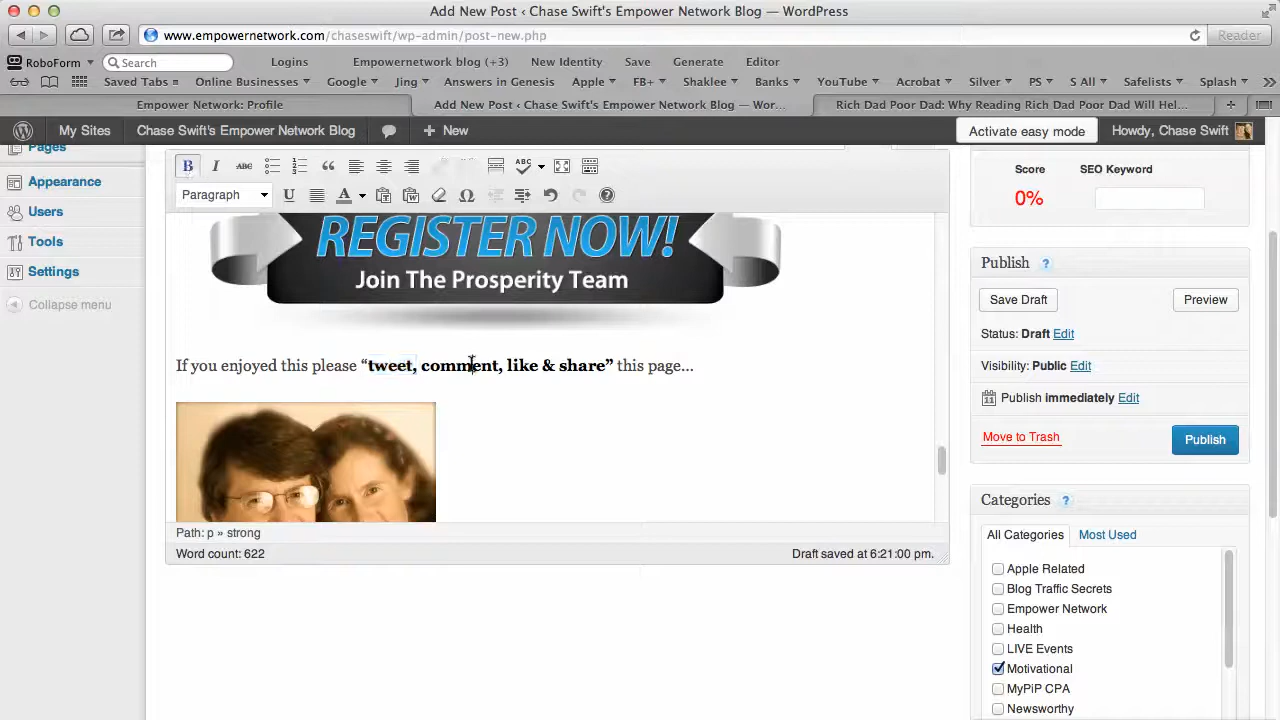 Add New Post ‹ Chase Swift's Empower Network Blog — WordPress
www.empowernetwork.com/chaseswift/wp-admin/post-new.php
Reader
RoboForm
Search
Logins
Empowernetwork blog (+3)
New Identity
Save
Generate
Editor
Saved Tabs
Online Businesses
Google
Jing
Answers in Genesis
Apple
FB+
Shaklee
Banks
YouTube
Acrobat
Silver
PS
S All
Safelists
Splash
Empower Network: Profile
Add New Post ‹ Chase Swift's Empower Network Blog — Wor...
Rich Dad Poor Dad: Why Reading Rich Dad Poor Dad Will Hel...
My Sites
Chase Swift's Empower Network Blog
New
Activate easy mode
Howdy, Chase Swift
Pages
Appearance
Users
Tools
Settings
Collapse menu
B I ABC
ABC
Paragraph
U
A
REGISTER NOW!
Join The Prosperity Team
If you enjoyed this please “tweet, comment, like & share” this page...
Path: p » strong
Word count: 622
Draft saved at 6:21:00 pm.
Score
SEO Keyword
0%
Publish ?
Save Draft
Preview
Status: Draft Edit
Visibility: Public Edit
Publish immediately Edit
Move to Trash
Publish
Categories ?
All Categories
Most Used
Apple Related
Blog Traffic Secrets
Empower Network
Health
LIVE Events
Motivational
MyPiP CPA
Newsworthy